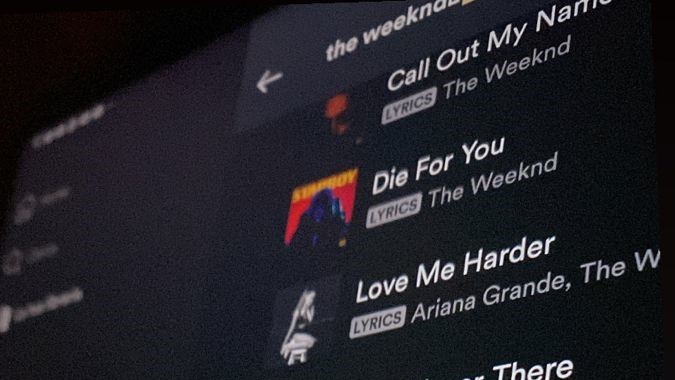 the weeknd
Call Out My Name
LYRICS The Weeknd
STARBOY
Die For You
LYRICS The Weeknd
Love Me Harder
LYRICS Ariana Grande, The W
There